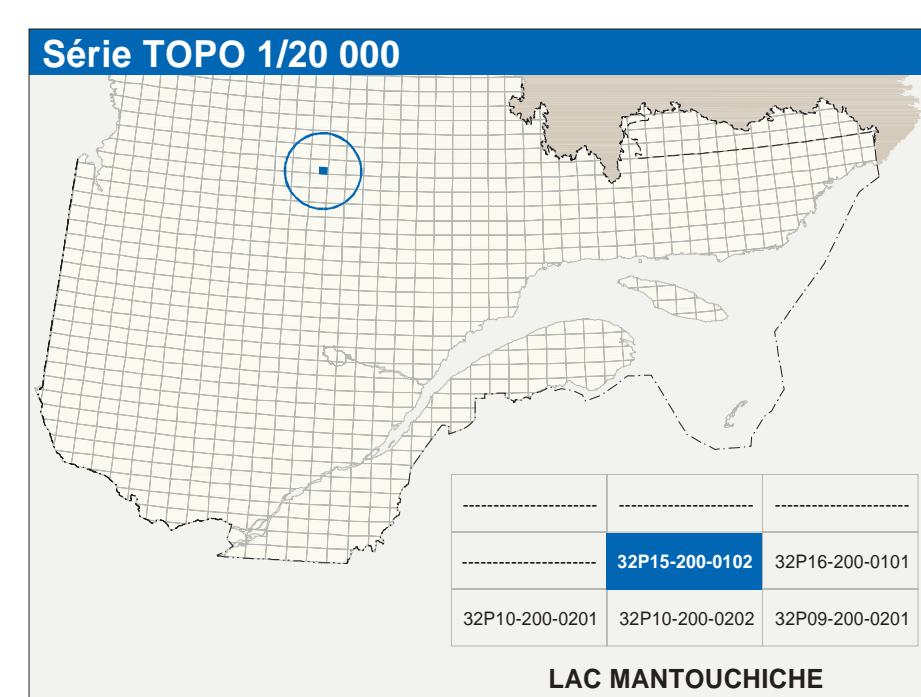 Série TOPO 1/20 000
---------------------- ---------------------- ----------------------
---------------------- 32P15-200-0102 32P16-200-0101
32P10-200-0201 32P10-200-0202 32P09-200-0201
LAC MANTOUCHICHE